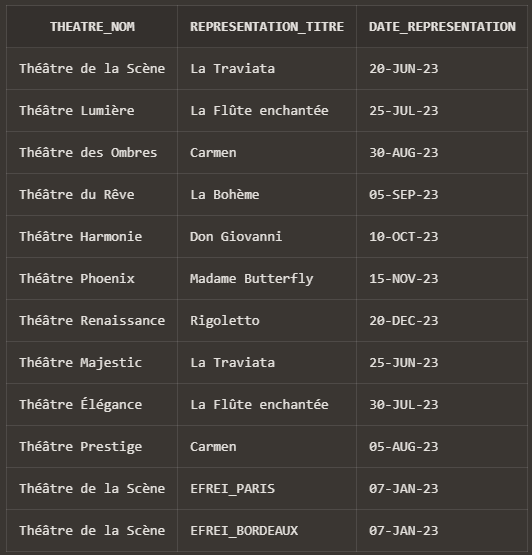 THEATRE_NOM REPRESENTATION_TITRE DATE_REPRESENTATION
Théâtre de la Scène La Traviata 20-JUN-23
Théâtre Lumière La Flûte enchantée 25-JUL-23
Théâtre des Ombres Carmen 30-AUG-23
Théâtre du Rêve La Bohème 05-SEP-23
Théâtre Harmonie Don Giovanni 10-OCT-23
Théâtre Phoenix Madame Butterfly 15-NOV-23
Théâtre Renaissance Rigoletto 20-DEC-23
Théâtre Majestic La Traviata 25-JUN-23
Théâtre Élégance La Flûte enchantée 30-JUL-23
Théâtre Prestige Carmen 05-AUG-23
Théâtre de la Scène EFREI_PARIS 07-JAN-23
Théâtre de la Scène EFREI_BORDEAUX 07-JAN-23